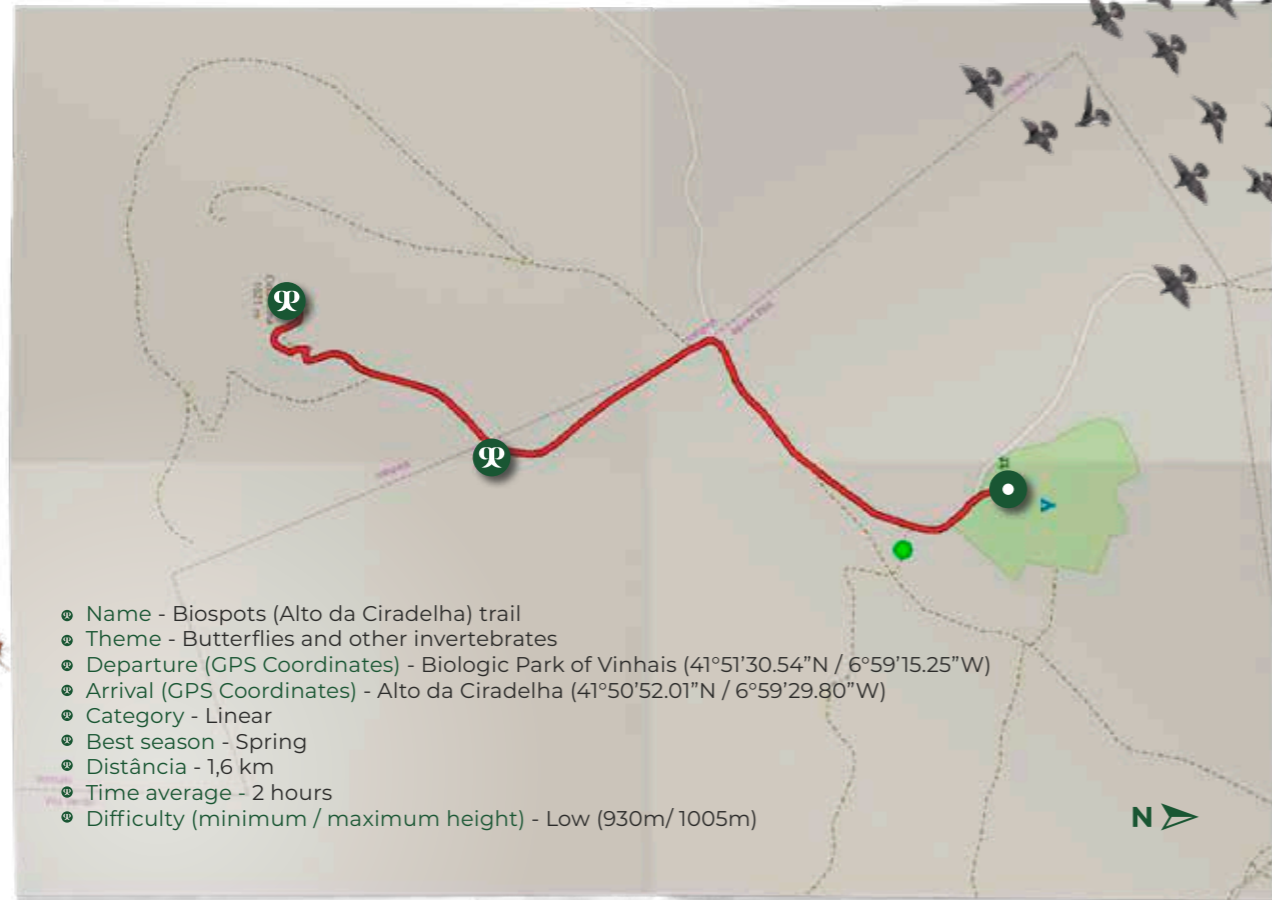 1021 m
Name - Biospots (Alto da Ciradelha) trail
Theme - Butterflies and other invertebrates
Departure (GPS Coordinates) - Biologic Park of Vinhais (41°51’30.54”N / 6°59’15.25”W)
Arrival (GPS Coordinates) - Alto da Ciradelha (41°50’52.01”N / 6°59’29.80”W)
Category - Linear
Best season - Spring
Distância - 1,6 km
Time average - 2 hours
Difficulty (minimum / maximum height) - Low (930m/ 1005m)
N